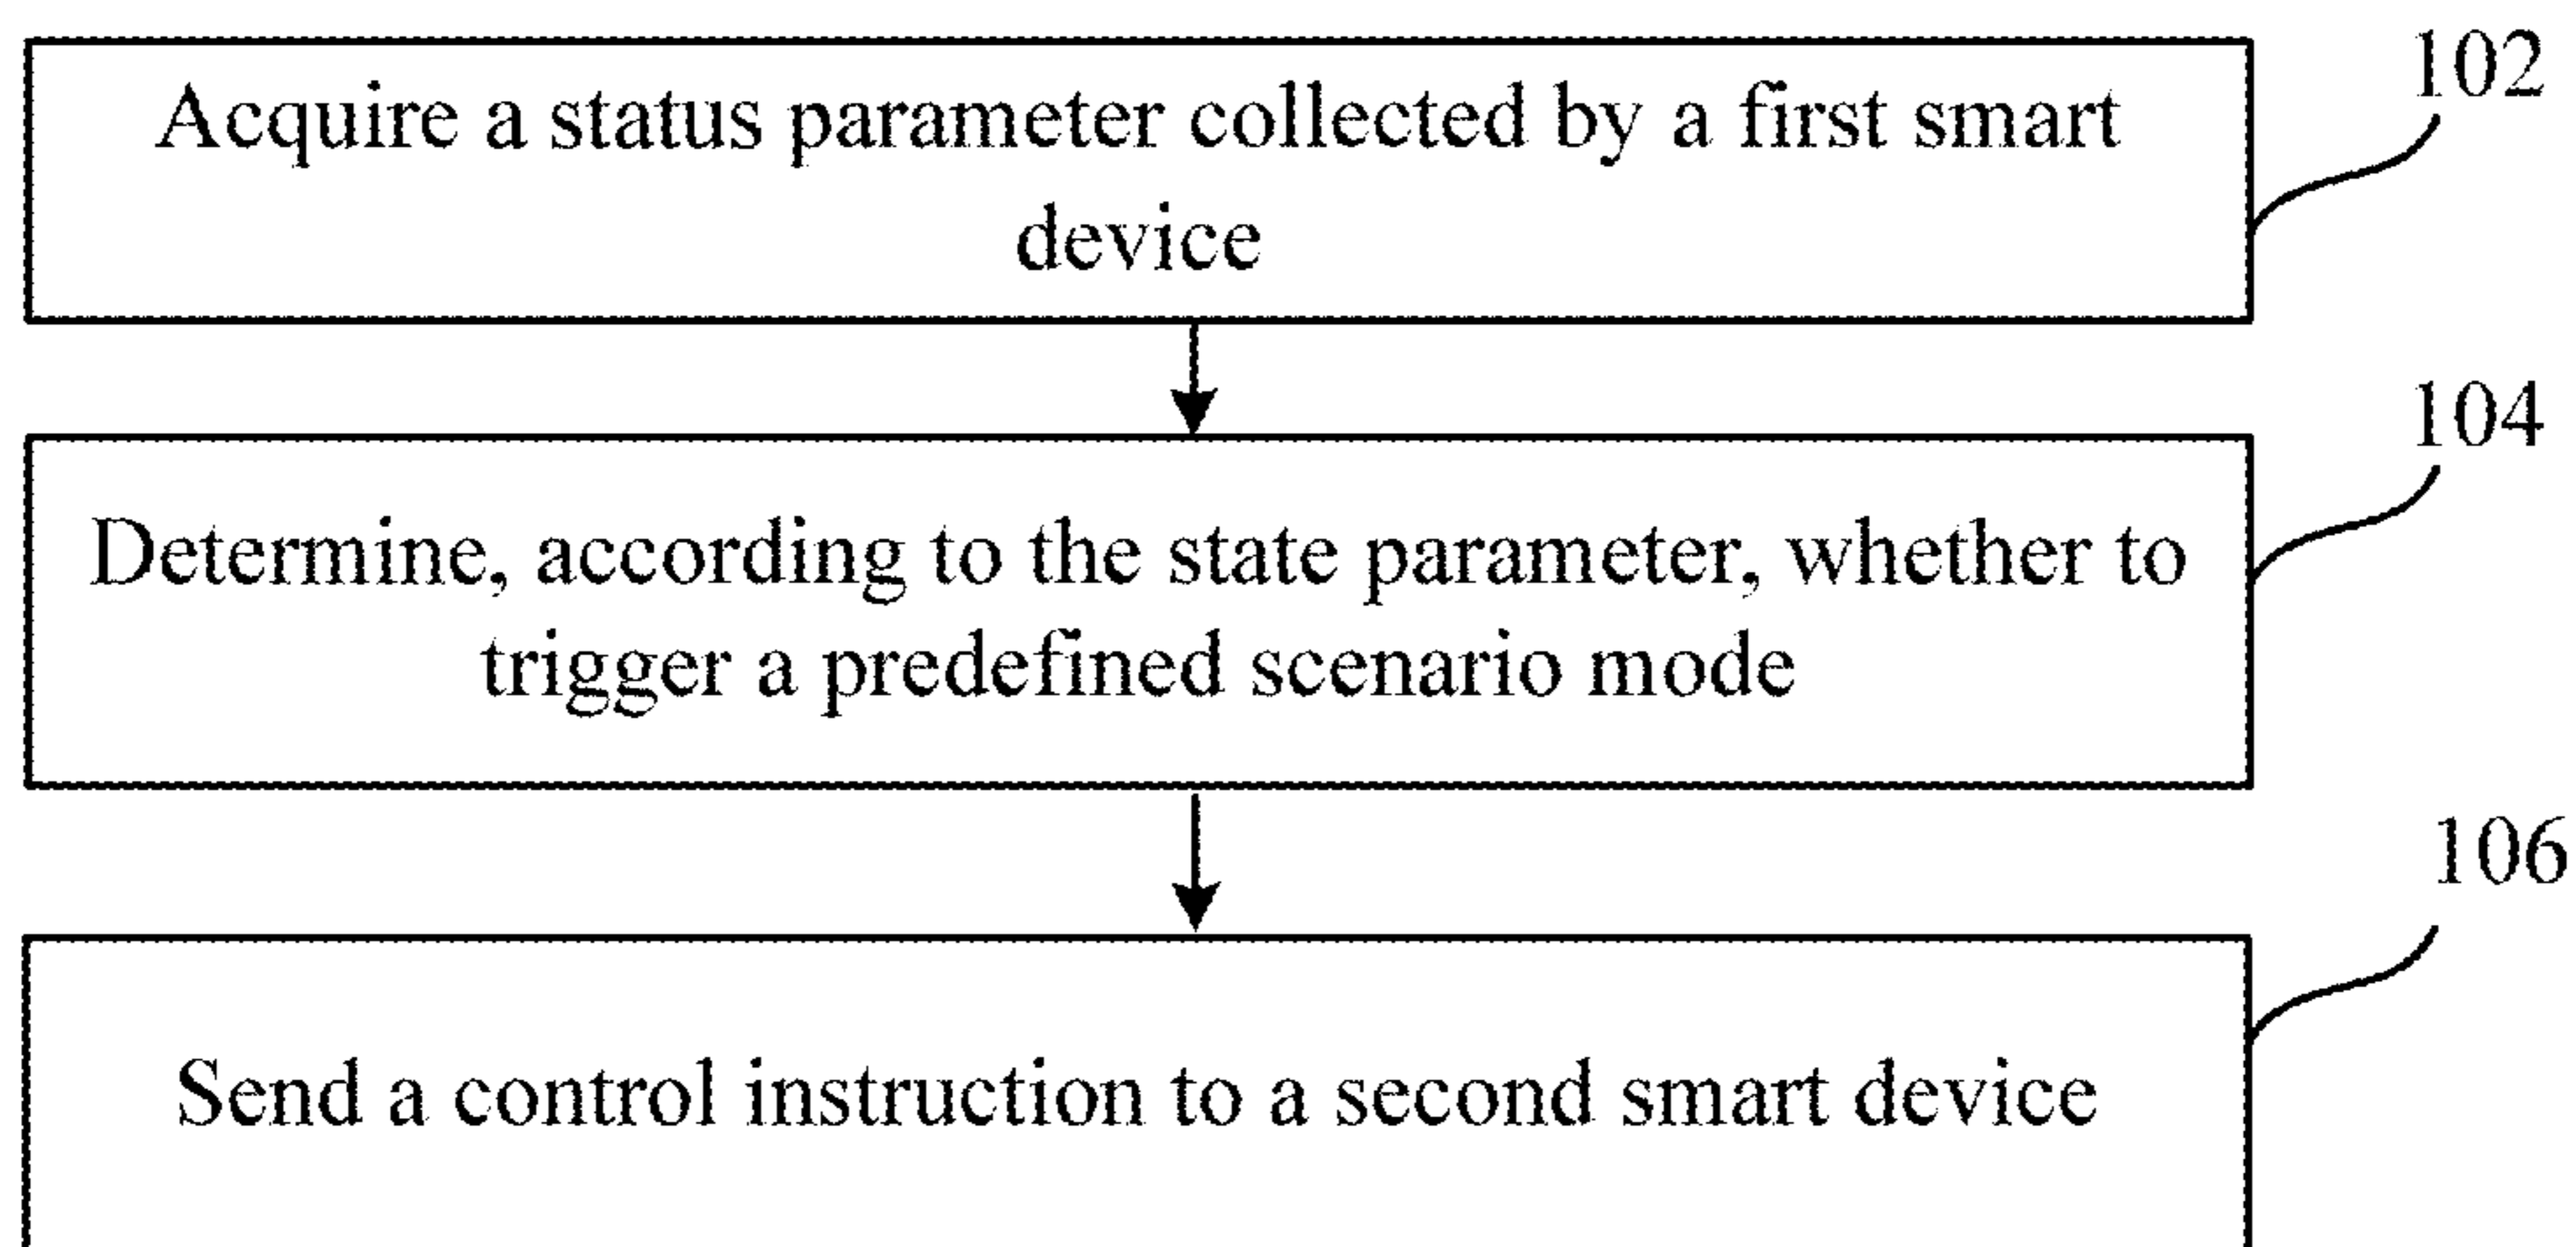 102
Acquire a status parameter collected by a first smart
device
104
Determine, according to the state parameter, whether to
trigger a predefined scenario mode
106
Send a control instruction to a second smart device